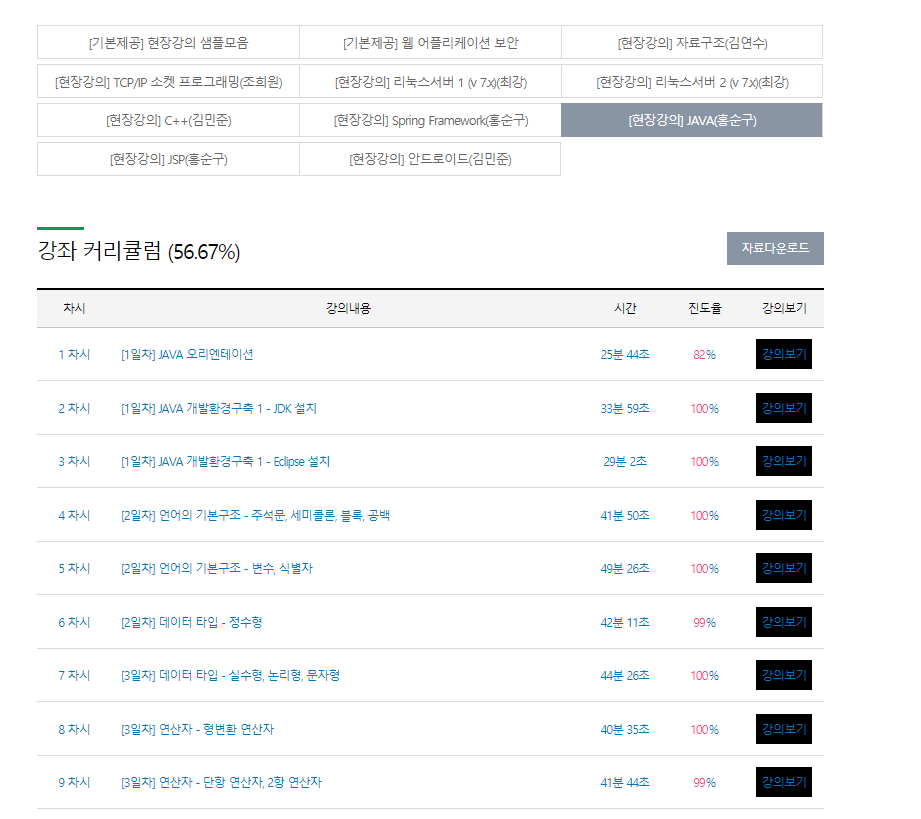 [기본제공] 현장강의 샘플모음 [기본제공] 웹 어플리케이션 보안 [현장강의] 자료구조(김연수)
[현장강의] TCP/IP 소켓 프로그래밍(조희원) [현장강의] 리눅스서버 1 (v 7.x)(최강) [현장강의] 리눅스서버 2 (v 7.x)(최강)
[현장강의] C++(김민준) [현장강의] Spring Framework(홍순구) [현장강의] JAVA(홍순구)
[현장강의] JSP(홍순구) [현장강의] 안드로이드(김민준)
강좌 커리큘럼 (56.67%) 자료다운로드
차시 강의내용 시간 진도율 강의보기
1 차시 [1일차] JAVA 오리엔테이션 25분 44초 82% 강의보기
2 차시 [1일차] JAVA 개발환경구축 1 - JDK 설치 33분 59초 100% 강의보기
3 차시 [1일차] JAVA 개발환경구축 1 - Eclipse 설치 29분 2초 100% 강의보기
4 차시 [2일차] 언어의 기본구조 - 주석문, 세미콜론, 블록, 공백 41분 50초 100% 강의보기
5 차시 [2일차] 언어의 기본구조 - 변수, 식별자 49분 26초 100% 강의보기
6 차시 [2일차] 데이터 타입 - 정수형 42분 11초 99% 강의보기
7 차시 [3일차] 데이터 타입 - 실수형, 논리형, 문자형 44분 26초 100% 강의보기
8 차시 [3일차] 연산자 - 형변환 연산자 40분 35초 100% 강의보기
9 차시 [3일차] 연산자 - 단항 연산자, 2항 연산자 41분 44초 99% 강의보기